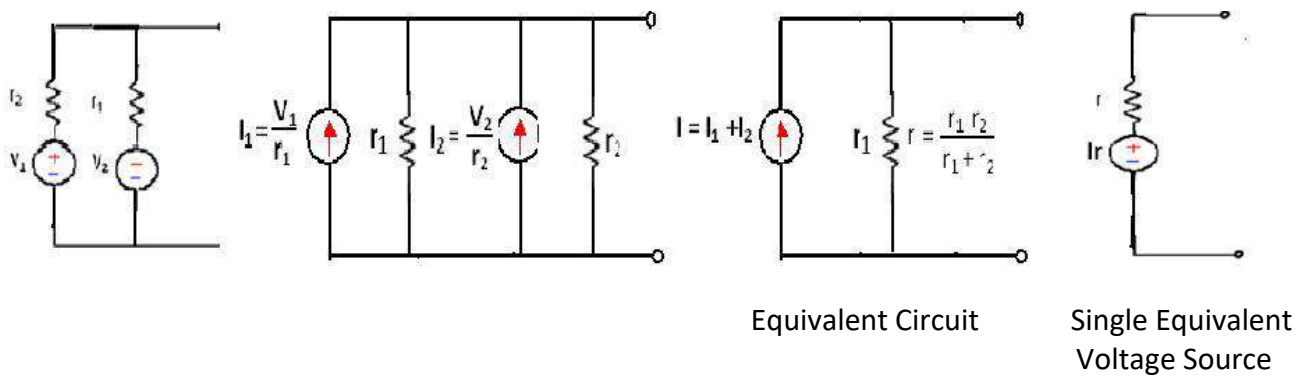 r₂
r₁
V₁
V₂
+
−
−
−
I₁ = V₁ / r₁
r₁
I₂ = V₂ / r₂
r₂
I = I₁ + I₂
r₁
r = r₁ r₂ / r₁ + r₂
r
Ir
+
−
Equivalent Circuit
Single Equivalent
Voltage Source